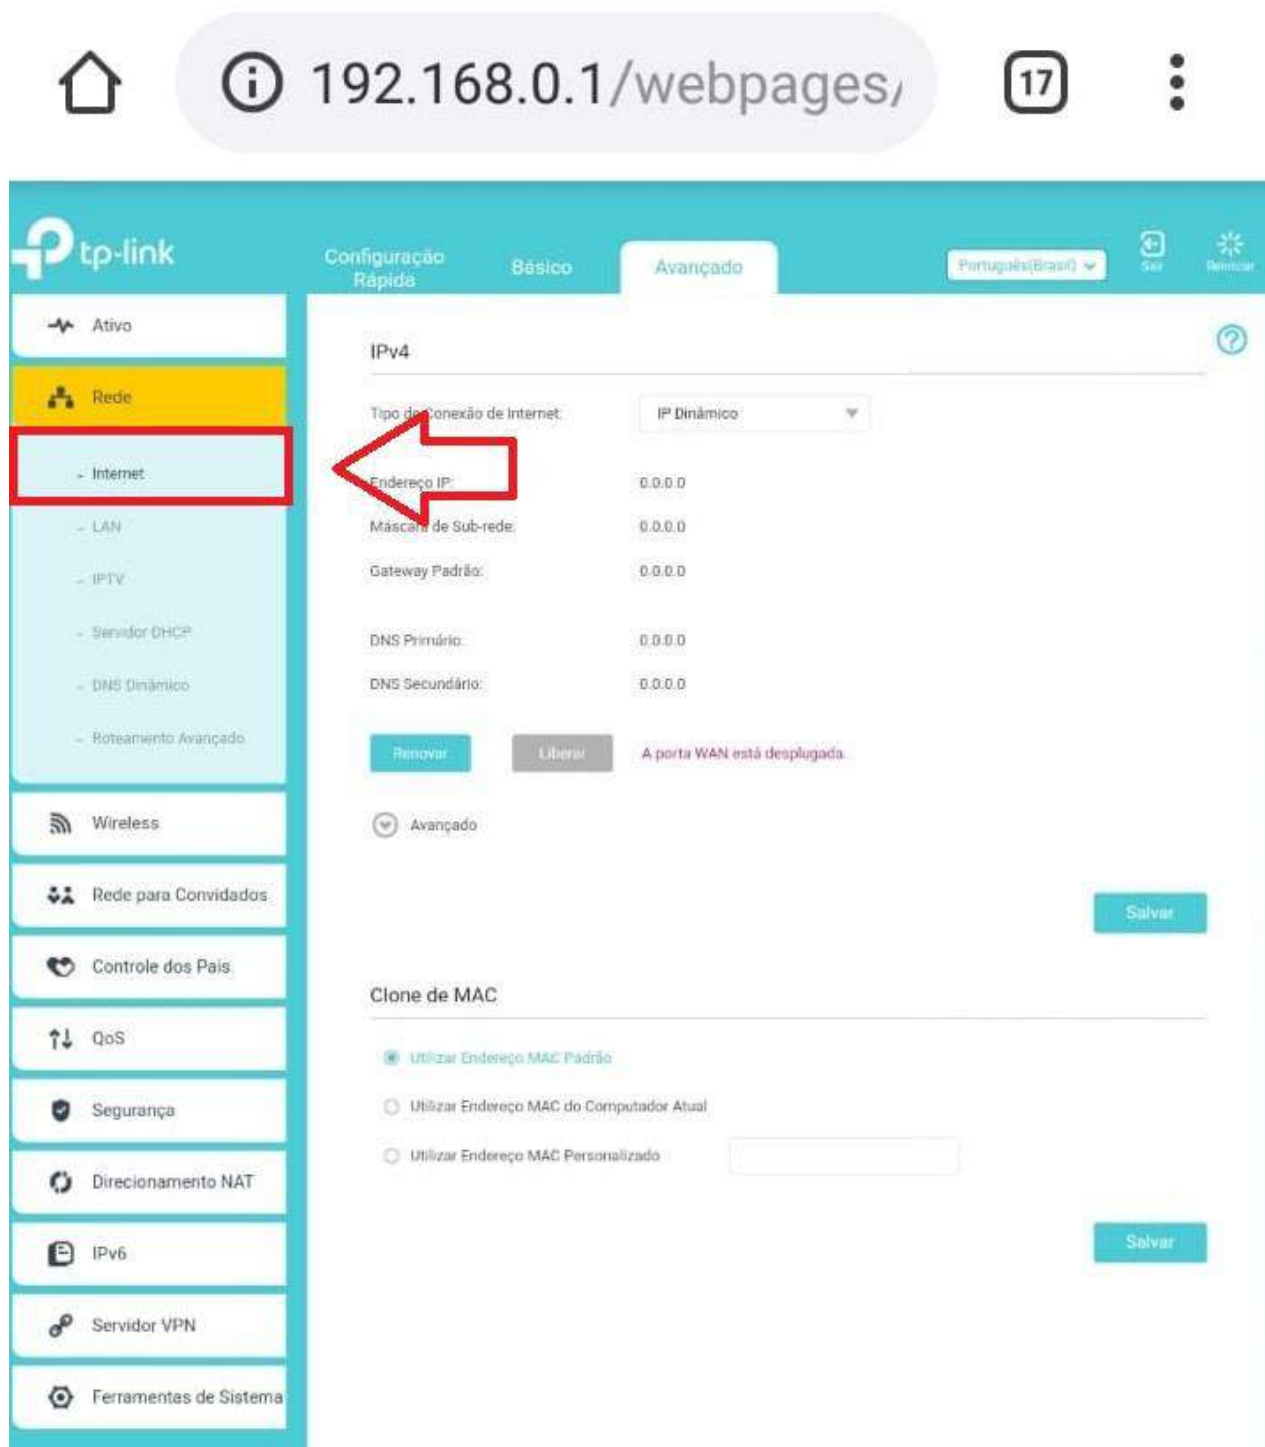 192.168.0.1/webpages/
17
tp-link
Configuração
Rápida
Básico
Avançado
Português(Brasil)
Sair
Reiniciar
Ativo
Rede
- Internet
- LAN
- IPTV
- Servidor DHCP
- DNS Dinâmico
- Roteamento Avançado
Wireless
Rede para Convidados
Controle dos Pais
QoS
Segurança
Direcionamento NAT
IPv6
Servidor VPN
Ferramentas de Sistema
IPv4
Tipo de Conexão de Internet: IP Dinâmico
Endereço IP: 0.0.0.0
Máscara de Sub-rede: 0.0.0.0
Gateway Padrão: 0.0.0.0
DNS Primário: 0.0.0.0
DNS Secundário: 0.0.0.0
Renovar Liberar A porta WAN está desplugada.
Avançado
Salvar
Clone de MAC
Utilizar Endereço MAC Padrão
Utilizar Endereço MAC do Computador Atual
Utilizar Endereço MAC Personalizado
Salvar